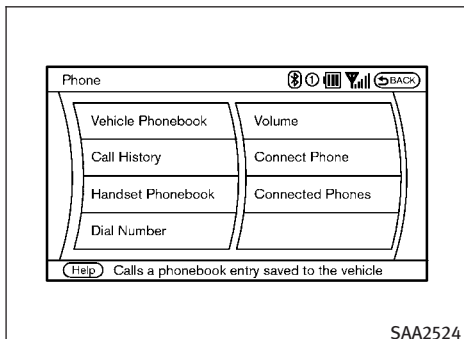 Phone ① BACK
Vehicle Phonebook
Call History
Handset Phonebook
Dial Number
Volume
Connect Phone
Connected Phones
Help Calls a phonebook entry saved to the vehicle
SAA2524